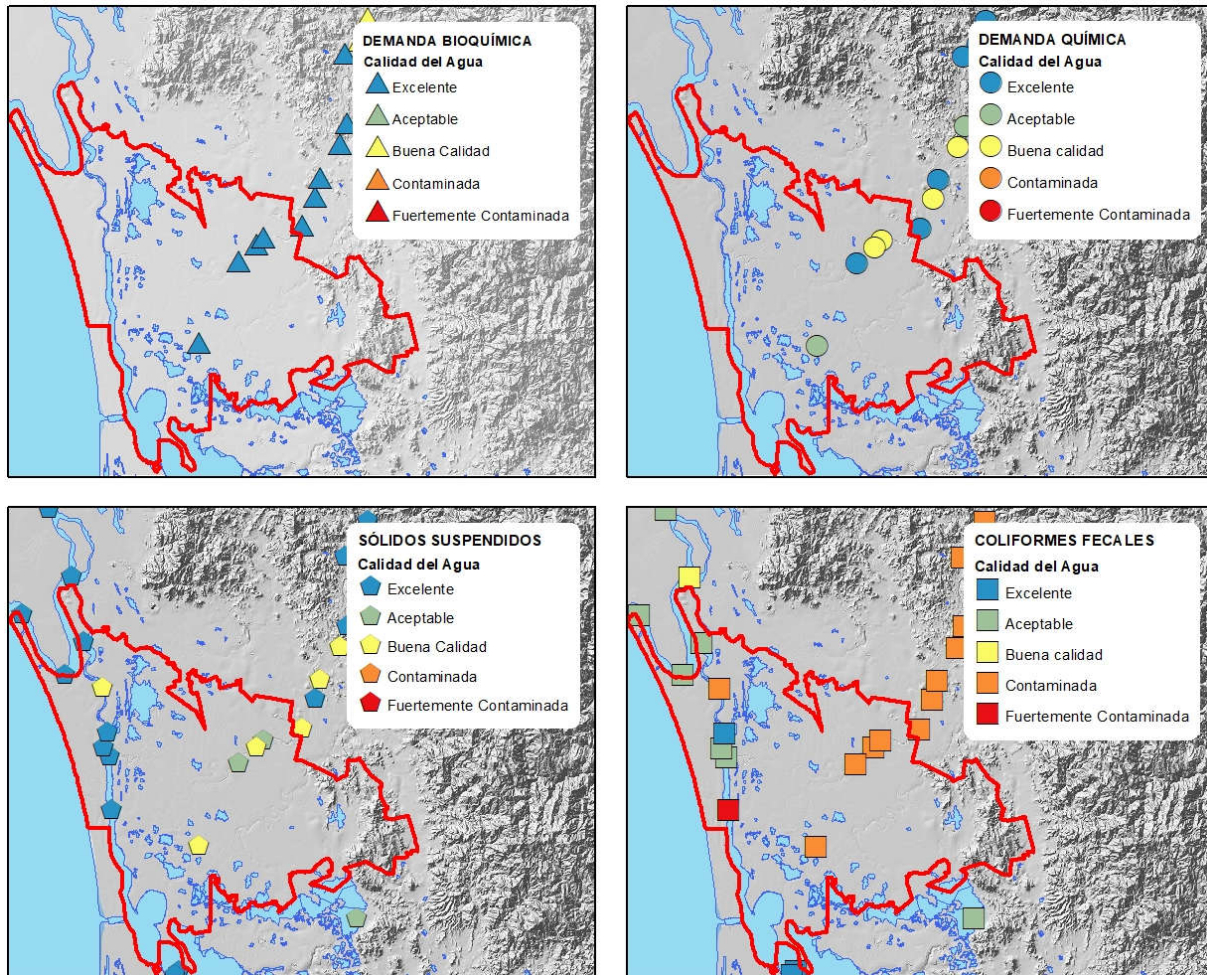 DEMANDA BIOQUÍMICA
Calidad del Agua
Excelente
Aceptable
Buena Calidad
Contaminada
Fuertemente Contaminada
DEMANDA QUÍMICA
Calidad del Agua
Excelente
Aceptable
Buena calidad
Contaminada
Fuertemente Contaminada
SÓLIDOS SUSPENDIDOS
Calidad del Agua
Excelente
Aceptable
Buena Calidad
Contaminada
Fuertemente Contaminada
COLIFORMES FECALES
Calidad del Agua
Excelente
Aceptable
Buena calidad
Contaminada
Fuertemente Contaminada